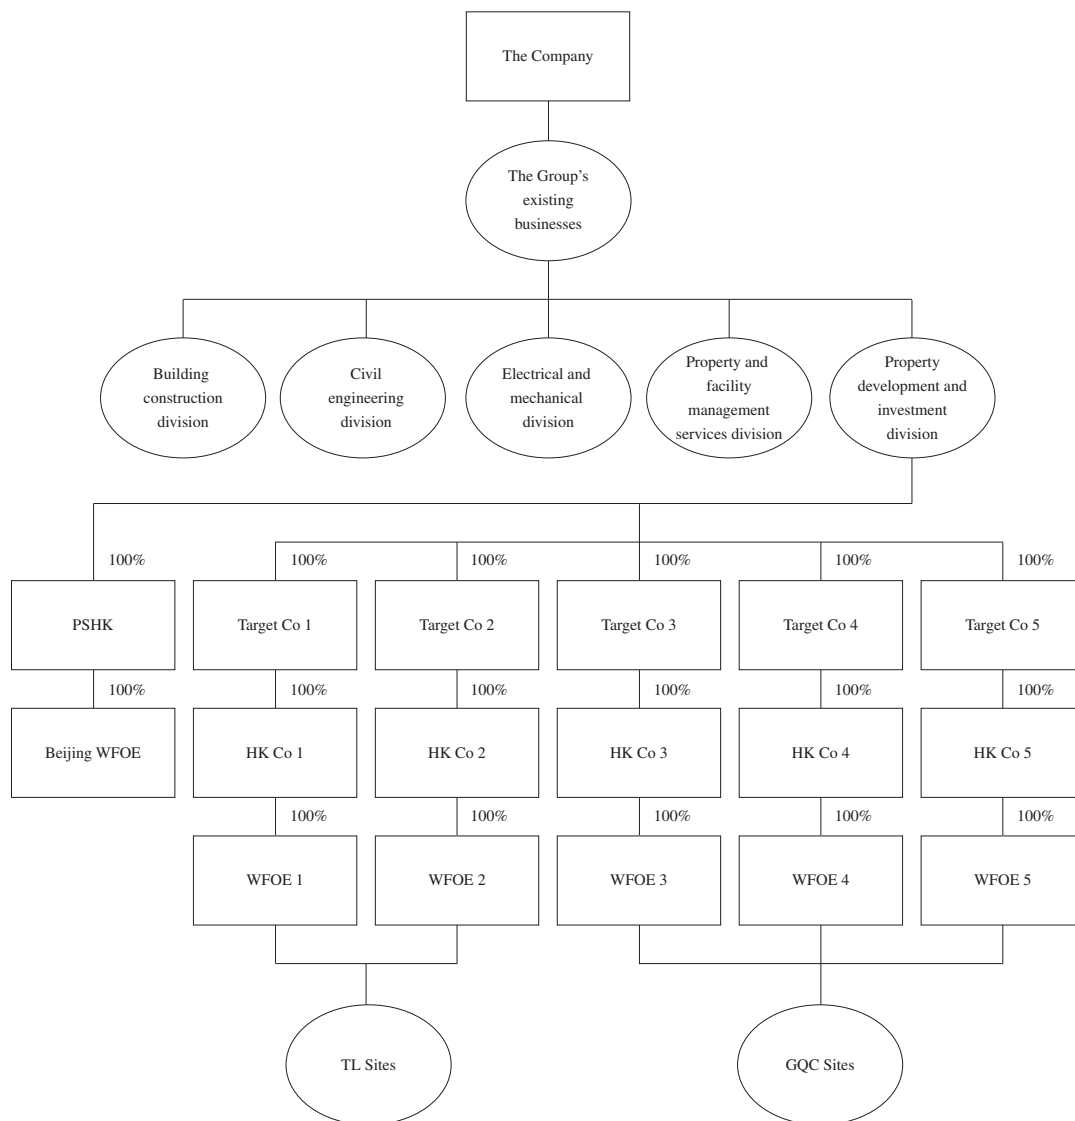 The Company
The Group's
existing
businesses
Building
construction
division
Civil
engineering
division
Electrical and
mechanical division
Property and
facility
management
services division
Property
development and
investment
division
100%
100%
100%
100%
100%
100%
PSHK
Target Co 1
Target Co 2
Target Co 3
Target Co 4
Target Co 5
100%
100%
100%
100%
100%
100%
Beijing WFOE
HK Co 1
HK Co 2
HK Co 3
HK Co 4
HK Co 5
100%
100%
100%
100%
100%
WFOE 1
WFOE 2
WFOE 3
WFOE 4
WFOE 5
TL Sites
GQC Sites